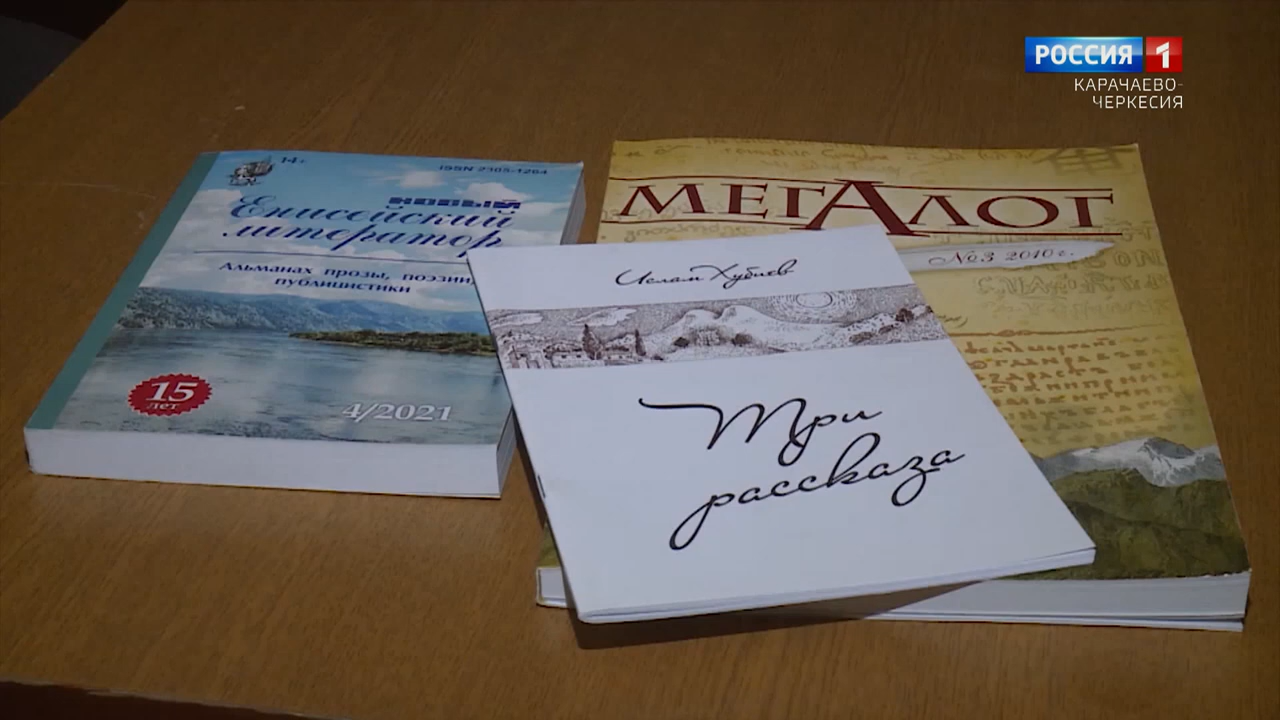 РОССИЯ 1
КАРАЧАЕВО-
ЧЕРКЕСИЯ
14+
ISSN 2305-1264
НОВЫЙ
Енисейский
литератор
Альманах прозы, поэзии,
публицистики
15
лет
4/2021
МЕГАЛОГ
№3 2010 г.
Ислам Хубиев
Три
рассказа